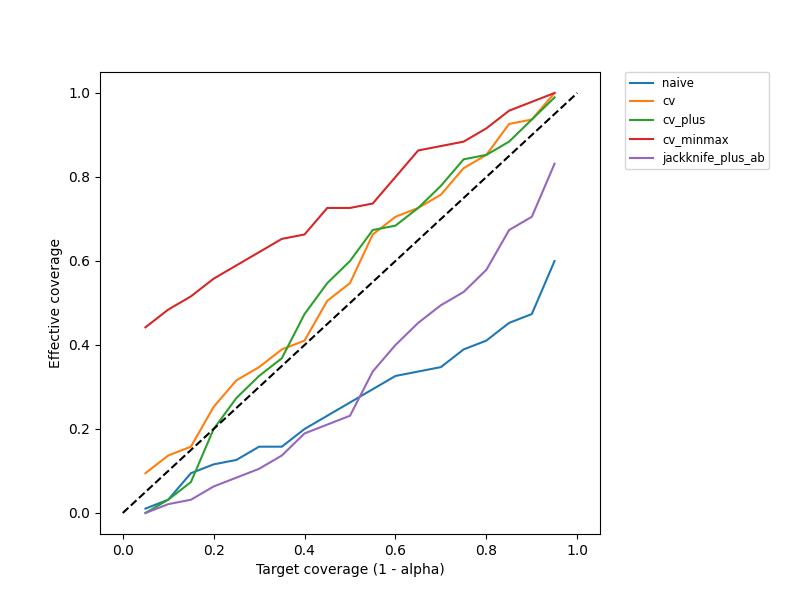 naive
cv
cv_plus
cv_minmax
jackknife_plus_ab
1.0
0.8
0.6
0.4
0.2
0.0
Effective coverage
0.0 0.2 0.4 0.6 0.8 1.0
Target coverage (1 - alpha)